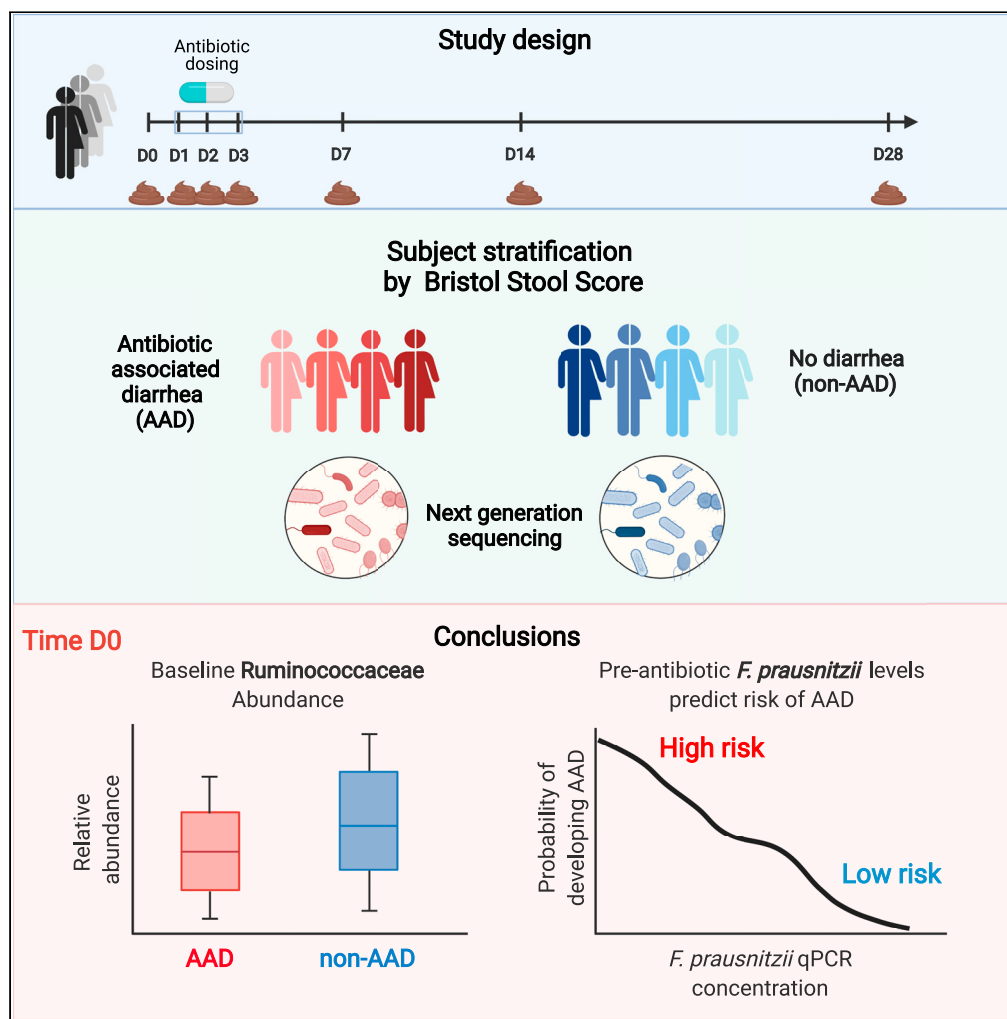 Study design
Antibiotic
dosing
D0 D1 D2 D3 D7 D14 D28
Subject stratification
by Bristol Stool Score
Antibiotic
associated
diarrhea
(AAD)
No diarrhea
(non-AAD)
Next generation
sequencing
Time D0
Conclusions
Baseline Ruminococcaceae
Abundance
Relative
abundance
AAD non-AAD
Pre-antibiotic F. prausnitzii levels
predict risk of AAD
Probability of
developing AAD
High risk
Low risk
F. prausnitzii qPCR
concentration